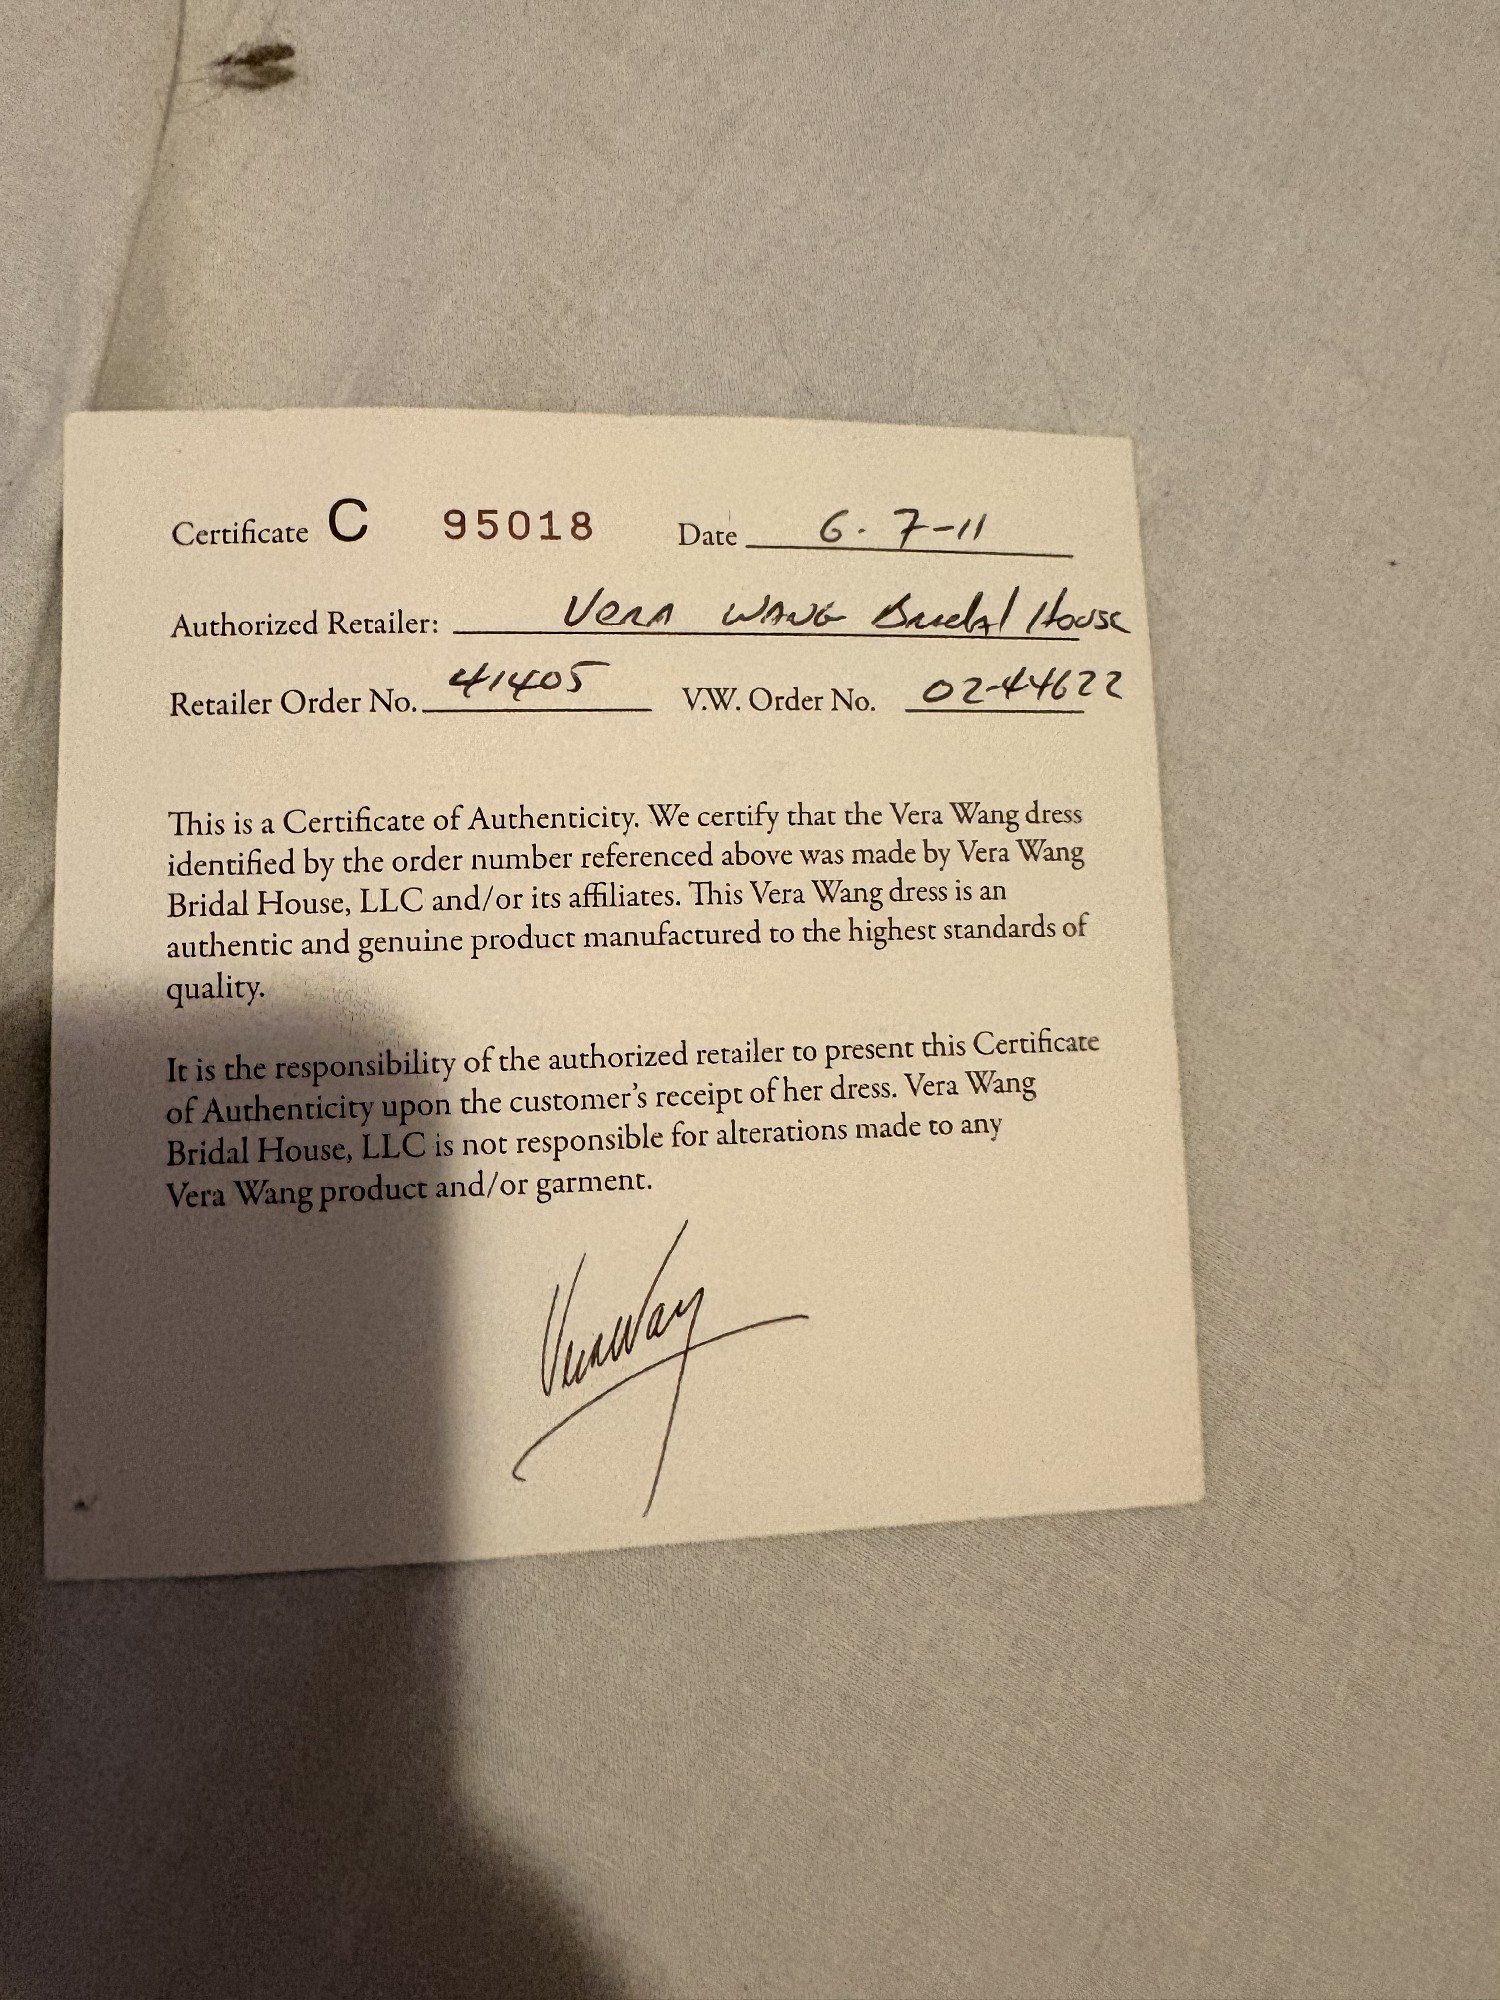 Certificate C 95018 Date 6-7-11
Authorized Retailer: Vera Wang Bridal House
Retailer Order No. 41405 V.W. Order No. 02-44622
This is a Certificate of Authenticity. We certify that the Vera Wang dress
identified by the order number referenced above was made by Vera Wang
Bridal House, LLC and/or its affiliates. This Vera Wang dress is an
authentic and genuine product manufactured to the highest standards of
quality.
It is the responsibility of the authorized retailer to present this Certificate
of Authenticity upon the customer's receipt of her dress. Vera Wang
Bridal House, LLC is not responsible for alterations made to any
Vera Wang product and/or garment.
Vera Wang